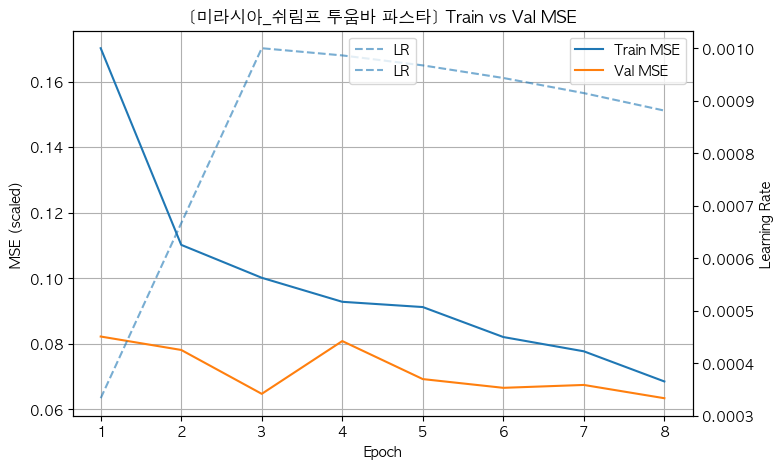 [미라시아_쉬림프 투움바 파스타] Train vs Val MSE
LR
LR
Train MSE
Val MSE
MSE (scaled)
0.16
0.14
0.12
0.10
0.08
0.06
0.0010
0.0009
0.0008
0.0007
0.0006
0.0005
0.0004
0.0003
Learning Rate
1 2 3 4 5 6 7 8
Epoch